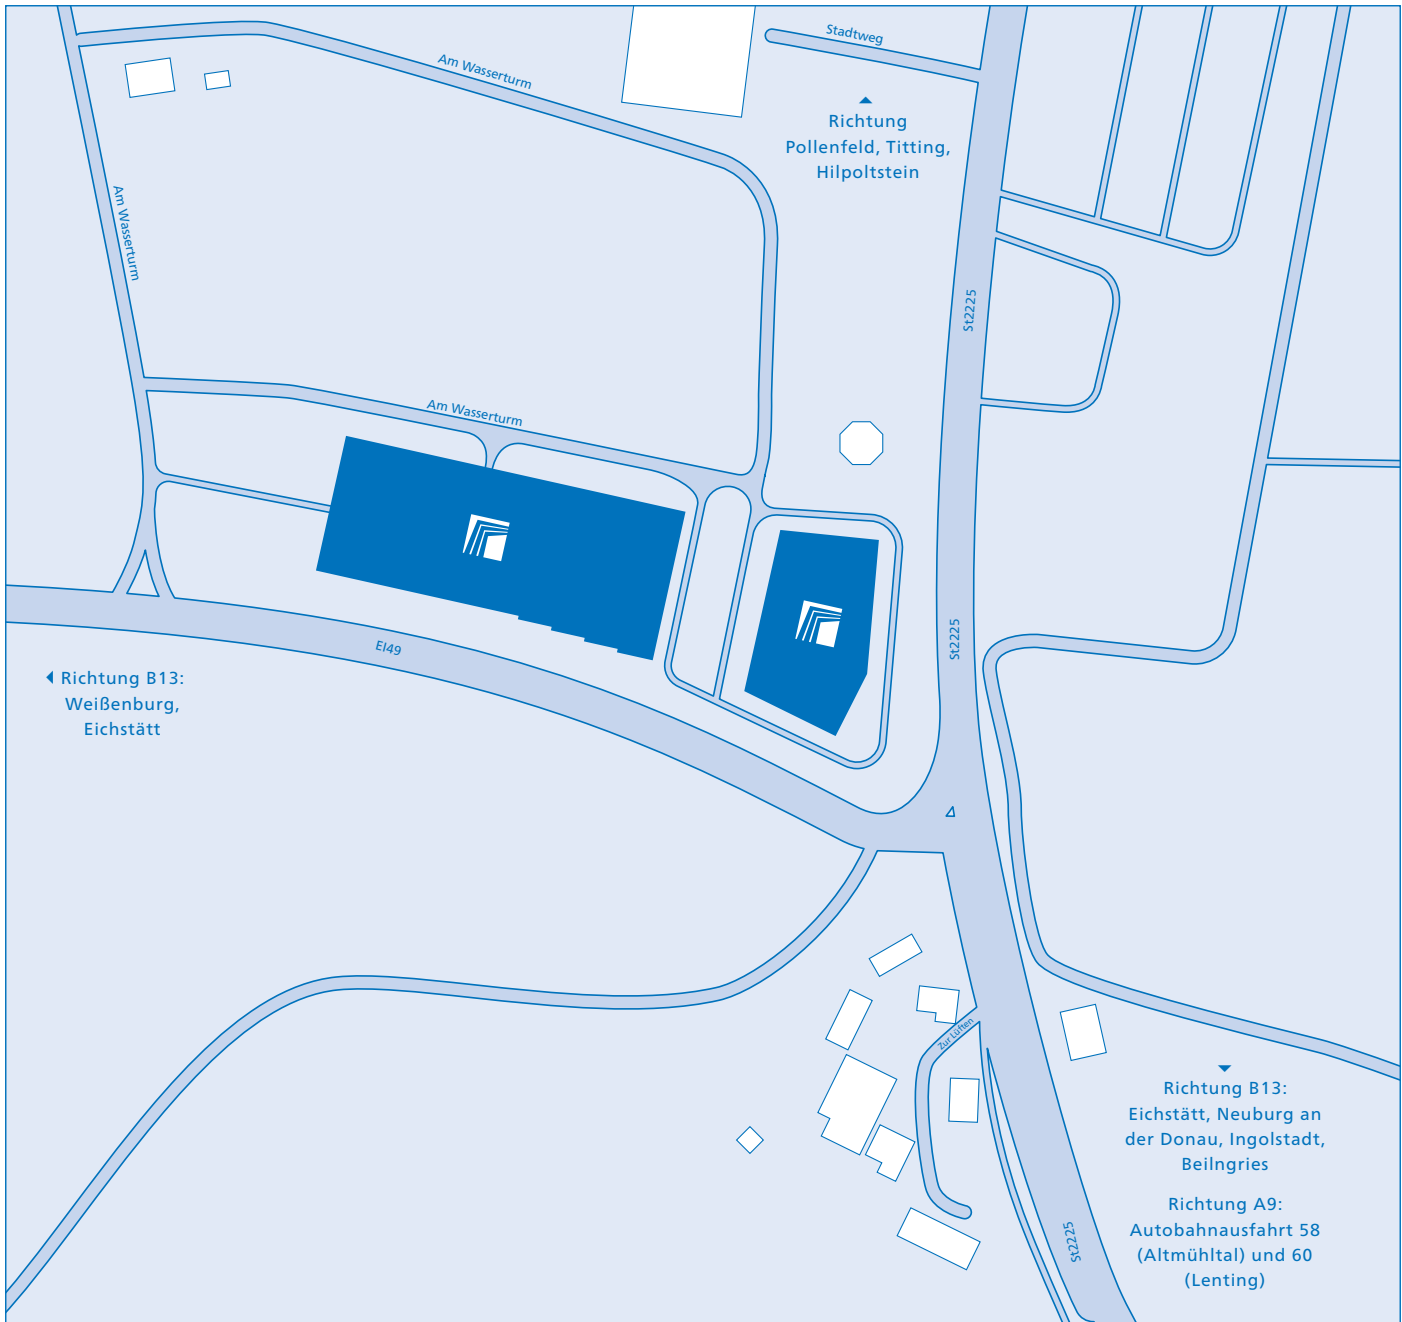 Stadtweg
Am Wasserturm
Richtung
Pollenfeld, Titting,
Hilpoltstein
Am Wasserturm
St2225
Am Wasserturm
St2225
EI49
Richtung B13:
Weißenburg,
Eichstätt
Zur Lüften
Richtung B13:
Eichstätt, Neuburg an
der Donau, Ingolstadt,
Beilngries
Richtung A9:
Autobahnausfahrt 58
(Altmühltal) und 60
(Lenting)
St2225